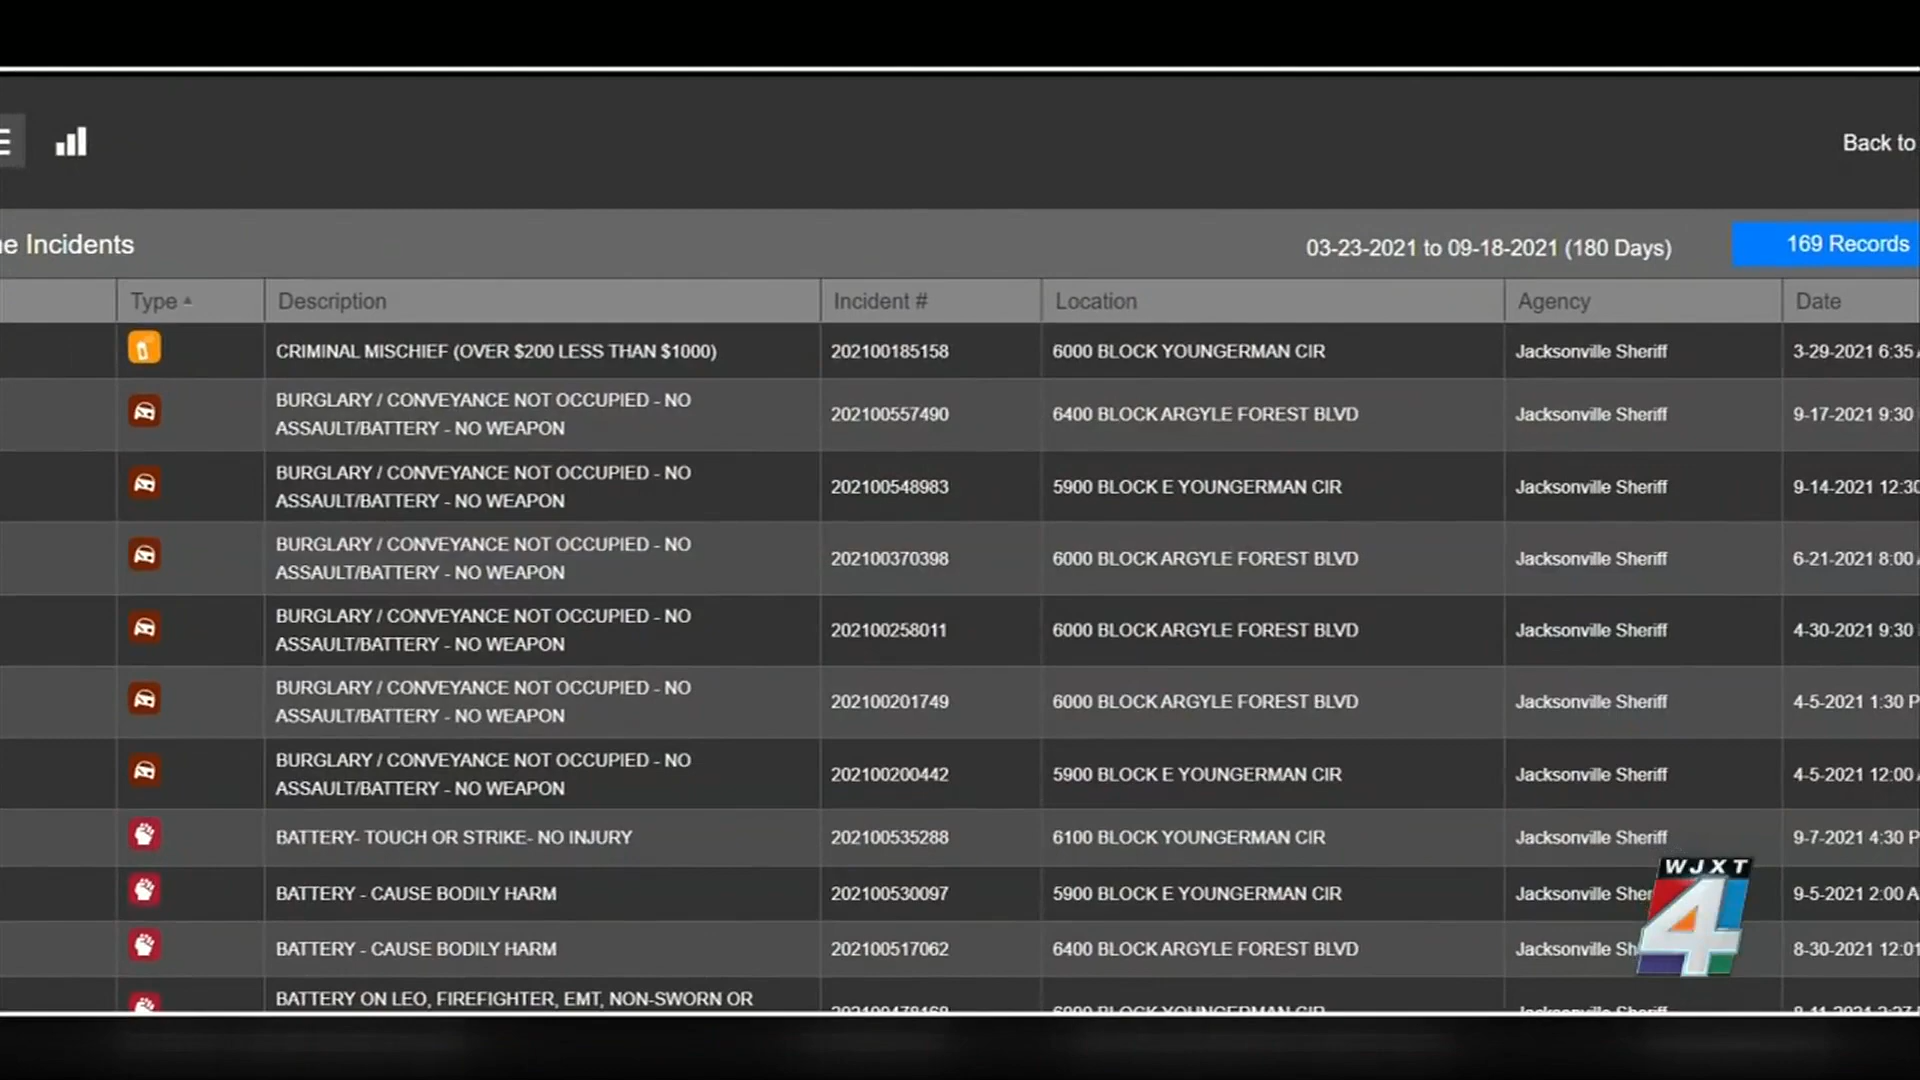 Back to
ne Incidents
03-23-2021 to 09-18-2021 (180 Days)
169 Records
Type Description Incident # Location Agency Date
CRIMINAL MISCHIEF (OVER $200 LESS THAN $1000) 202100185158 6000 BLOCK YOUNGERMAN CIR Jacksonville Sheriff 3-29-2021 6:35
BURGLARY / CONVEYANCE NOT OCCUPIED - NO
ASSAULT/BATTERY - NO WEAPON
202100557490 6400 BLOCK ARGYLE FOREST BLVD Jacksonville Sheriff 9-17-2021 9:30
BURGLARY / CONVEYANCE NOT OCCUPIED - NO
ASSAULT/BATTERY - NO WEAPON
202100548983 5900 BLOCK E YOUNGERMAN CIR Jacksonville Sheriff 9-14-2021 12:30
BURGLARY / CONVEYANCE NOT OCCUPIED - NO
ASSAULT/BATTERY - NO WEAPON
202100370398 6000 BLOCK ARGYLE FOREST BLVD Jacksonville Sheriff 6-21-2021 8:00
BURGLARY / CONVEYANCE NOT OCCUPIED - NO
ASSAULT/BATTERY - NO WEAPON
202100258011 6000 BLOCK ARGYLE FOREST BLVD Jacksonville Sheriff 4-30-2021 9:30
BURGLARY / CONVEYANCE NOT OCCUPIED - NO
ASSAULT/BATTERY - NO WEAPON
202100201749 6000 BLOCK ARGYLE FOREST BLVD Jacksonville Sheriff 4-5-2021 1:30 P
BURGLARY / CONVEYANCE NOT OCCUPIED - NO
ASSAULT/BATTERY - NO WEAPON
202100200442 5900 BLOCK E YOUNGERMAN CIR Jacksonville Sheriff 4-5-2021 12:00
BATTERY- TOUCH OR STRIKE- NO INJURY 202100535288 6100 BLOCK YOUNGERMAN CIR Jacksonville Sheriff 9-7-2021 4:30 P
BATTERY - CAUSE BODILY HARM 202100530097 5900 BLOCK E YOUNGERMAN CIR Jacksonville Sher 9-5-2021 2:00 A
BATTERY - CAUSE BODILY HARM 202100517062 6400 BLOCK ARGYLE FOREST BLVD Jacksonville Sh 8-30-2021 12:01
BATTERY ON LEO, FIREFIGHTER, EMT, NON-SWORN OR
WJXT
4